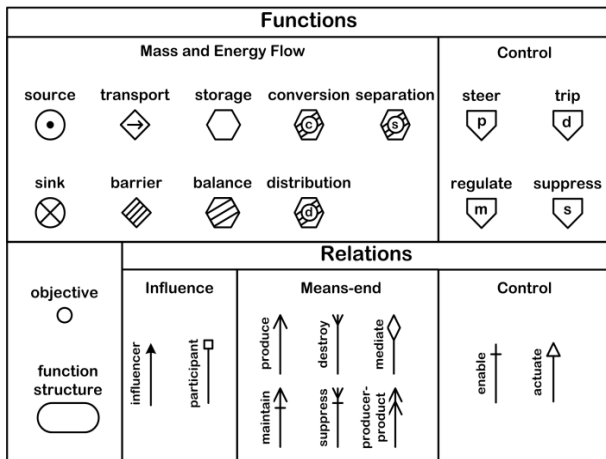 Functions
Mass and Energy Flow
Control
source transport storage conversion separation
c s
steer trip
p d
sink barrier balance distribution
d
regulate suppress
m s
Relations
objective
function
structure
Influence
influencer
participant
Means-end
produce
destroy
mediate
maintain
suppress
producer-
product
Control
enable
actuate